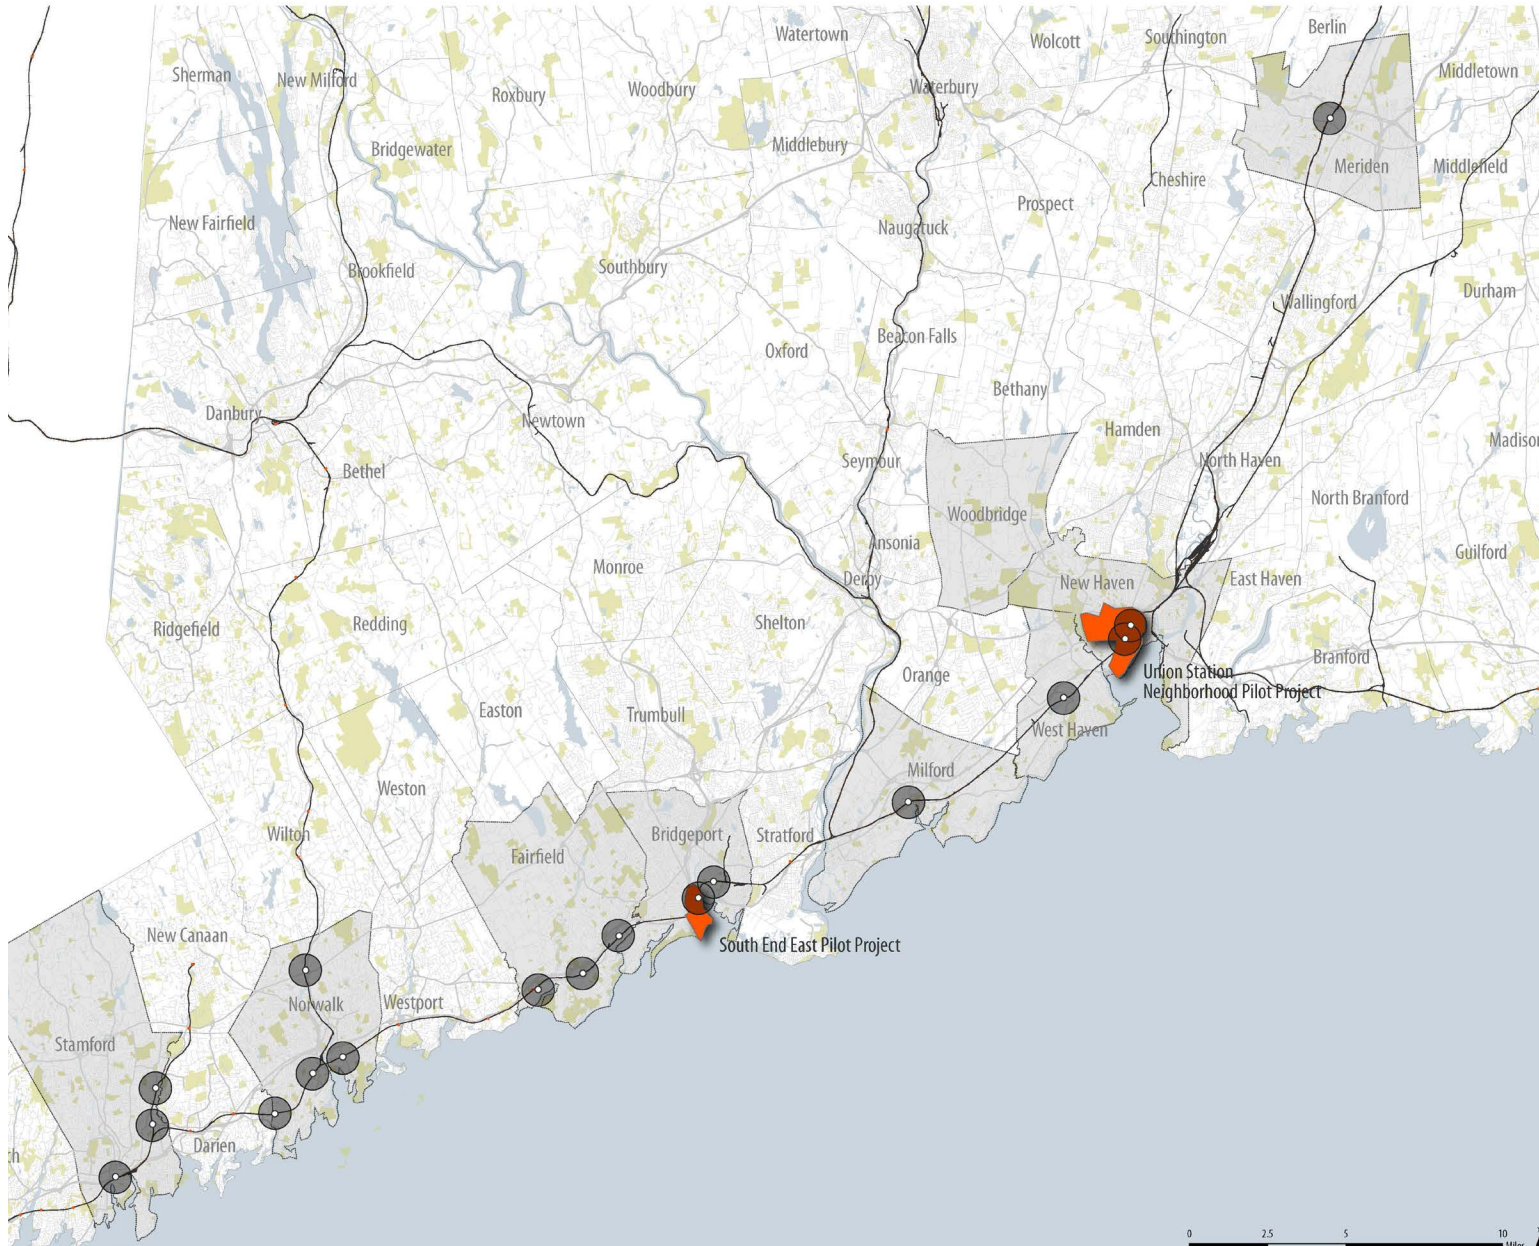 Berlin
Watertown
Wolcott
Southington
Sherman
New Milford
Middletown
Roxbury
Woodbury
Waterbury
Bridgewater
Middlebury
Meriden
Middlefield
Cheshire
Prospect
New Fairfield
Naugatuck
Brookfield
Southbury
Durham
Wallingford
Beacon Falls
Oxford
Bethany
Danbury
Newtown
Hamden
Madison
Bethel
Seymour
North Haven
North Branford
Woodbridge
Ansonia
Guilford
Monroe
Derby
New Haven
East Haven
Ridgefield
Redding
Shelton
Branford
Orange
Union Station
Neighborhood Pilot Project
Easton
Trumbull
West Haven
Milford
Weston
Wilton
Bridgeport
Stratford
Fairfield
New Canaan
South End East Pilot Project
Norwalk
Westport
Stamford
Darien
ch
0 2.5 5 10
Miles